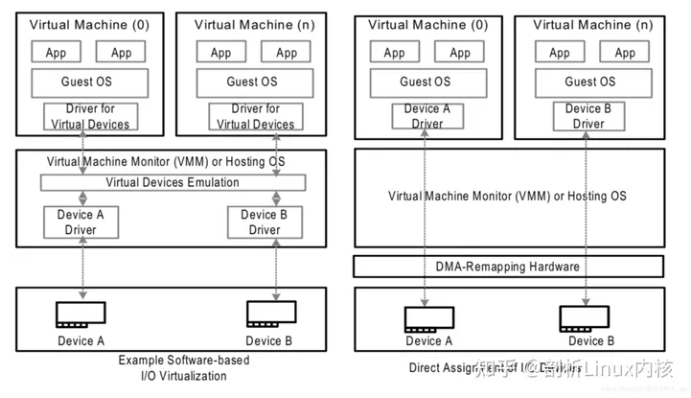 Virtual Machine (0)
App
App
Guest OS
Driver for
Virtual Devices
Virtual Machine (n)
App
App
Guest OS
Driver for
Virtual Devices
Virtual Machine Monitor (VMM) or Hosting OS
Virtual Devices Emulation
Device A
Driver
Device B
Driver
Device A
Device B
Example Software-based
I/O Virtualization
Virtual Machine (0)
App
App
Guest OS
Device A
Driver
Virtual Machine (n)
App
App
Guest OS
Device B
Driver
Virtual Machine Monitor (VMM) or Hosting OS
DMA-Remapping Hardware
Device A
Device B
Direct Assignment of I/O Devices
知乎 @剖析Linux内核